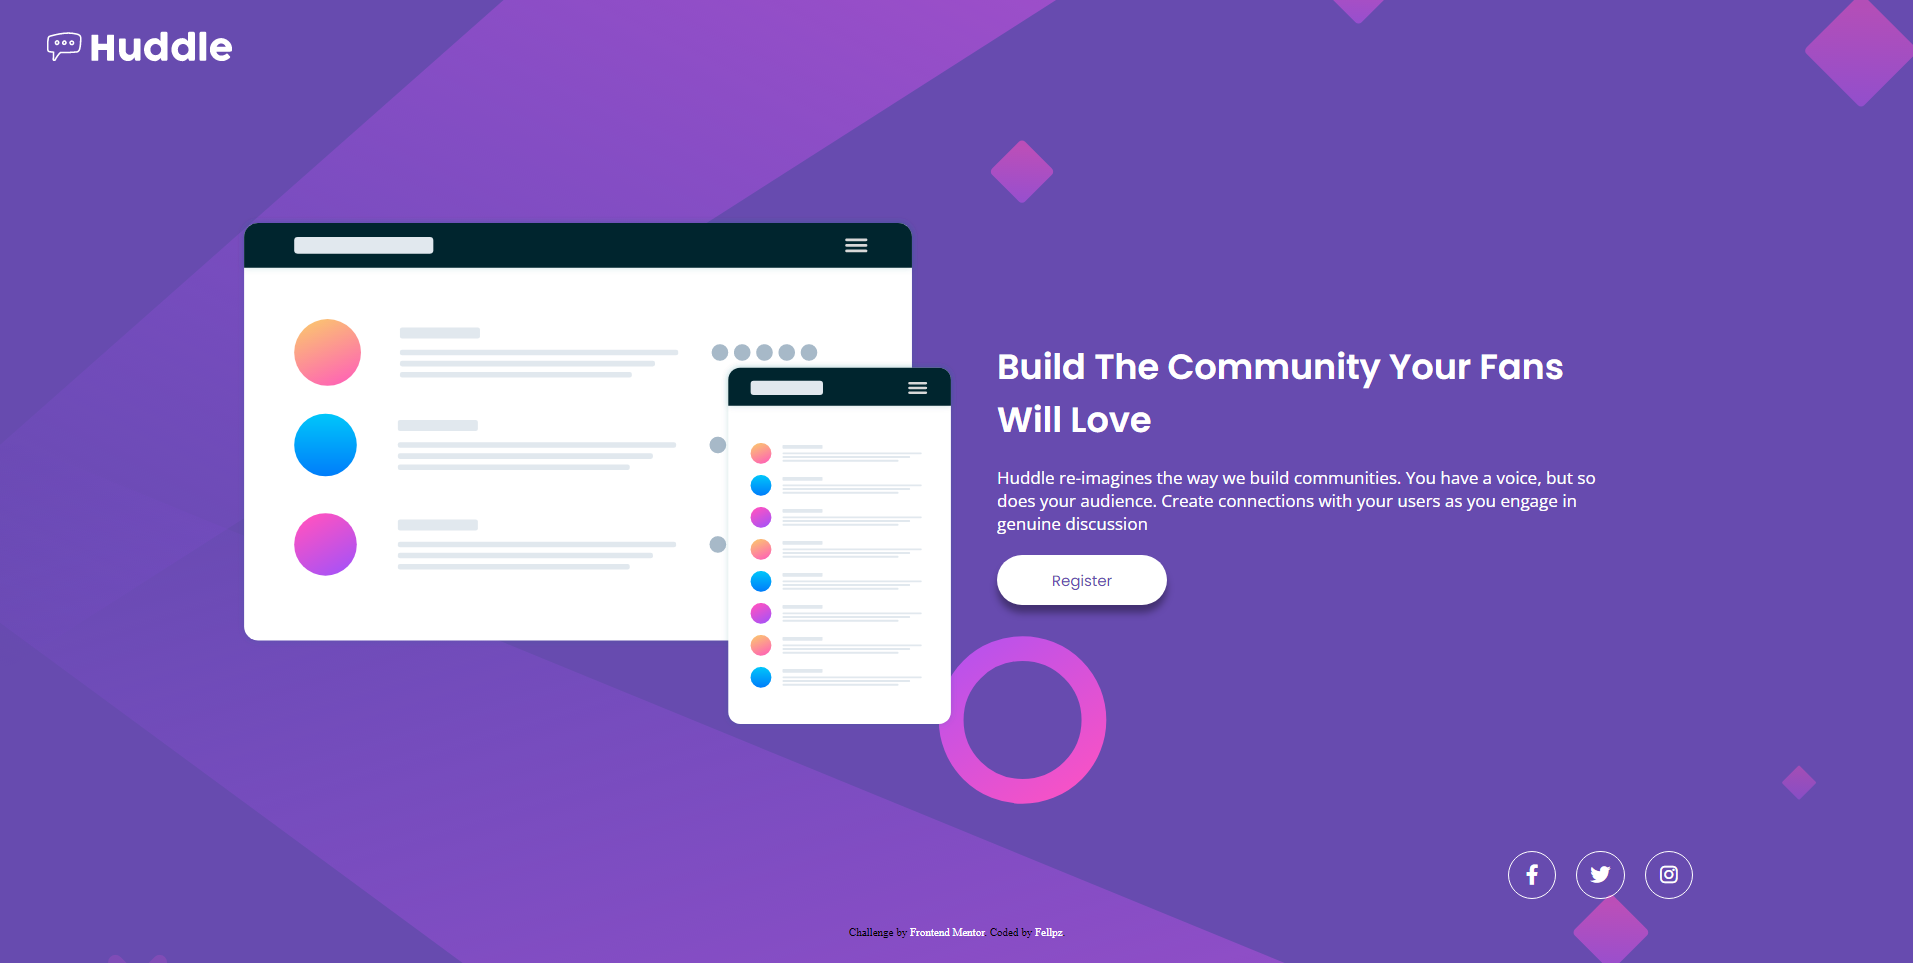 Huddle
Build The Community Your Fans
Will Love
Huddle re-imagines the way we build communities. You have a voice, but so
does your audience. Create connections with your users as you engage in
genuine discussion
Register
Challenge by Frontend Mentor. Coded by Fellpz.